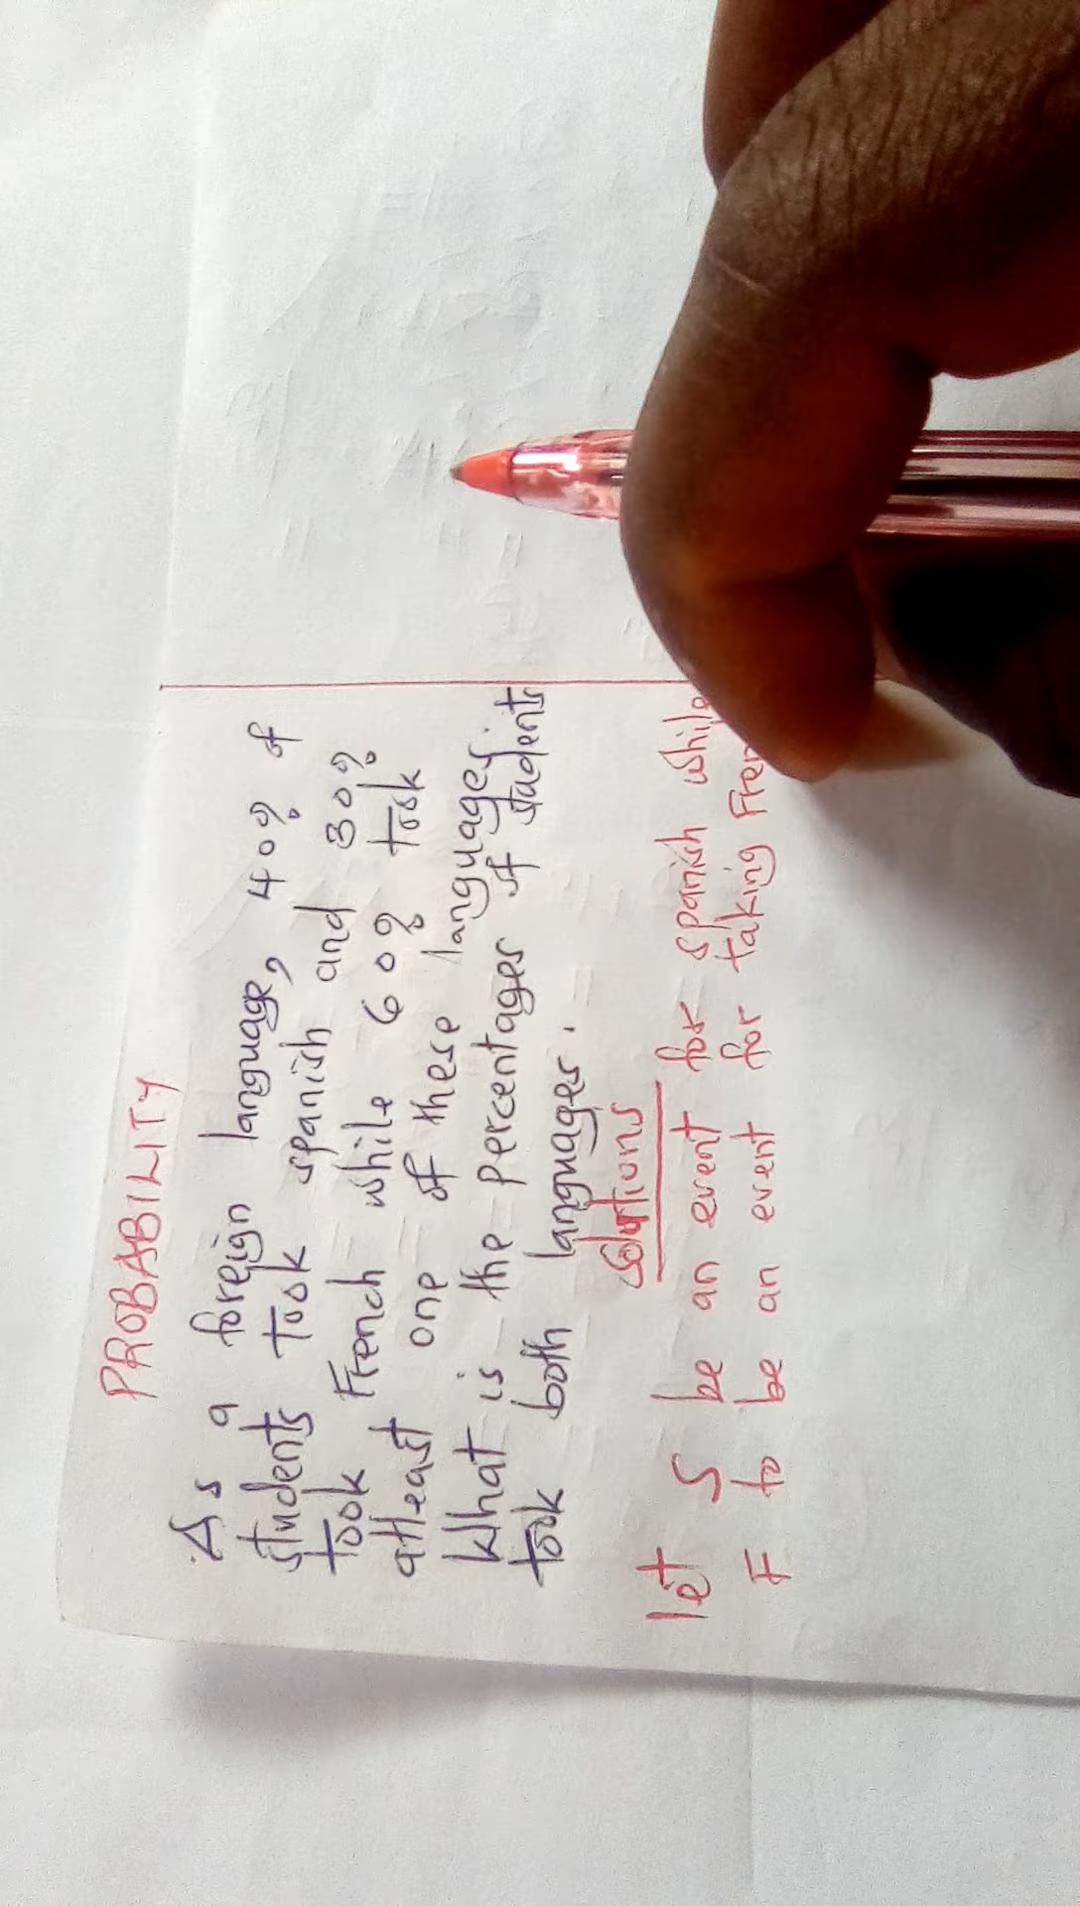 PROBABILITY
As a foreign language, 40% of
students took spanish and 30%
took French while 60% took
atleast one of these languages.
What is the percentages of students
took both languages.
solutions
let S be an event for spanish while
F to be an event for taking